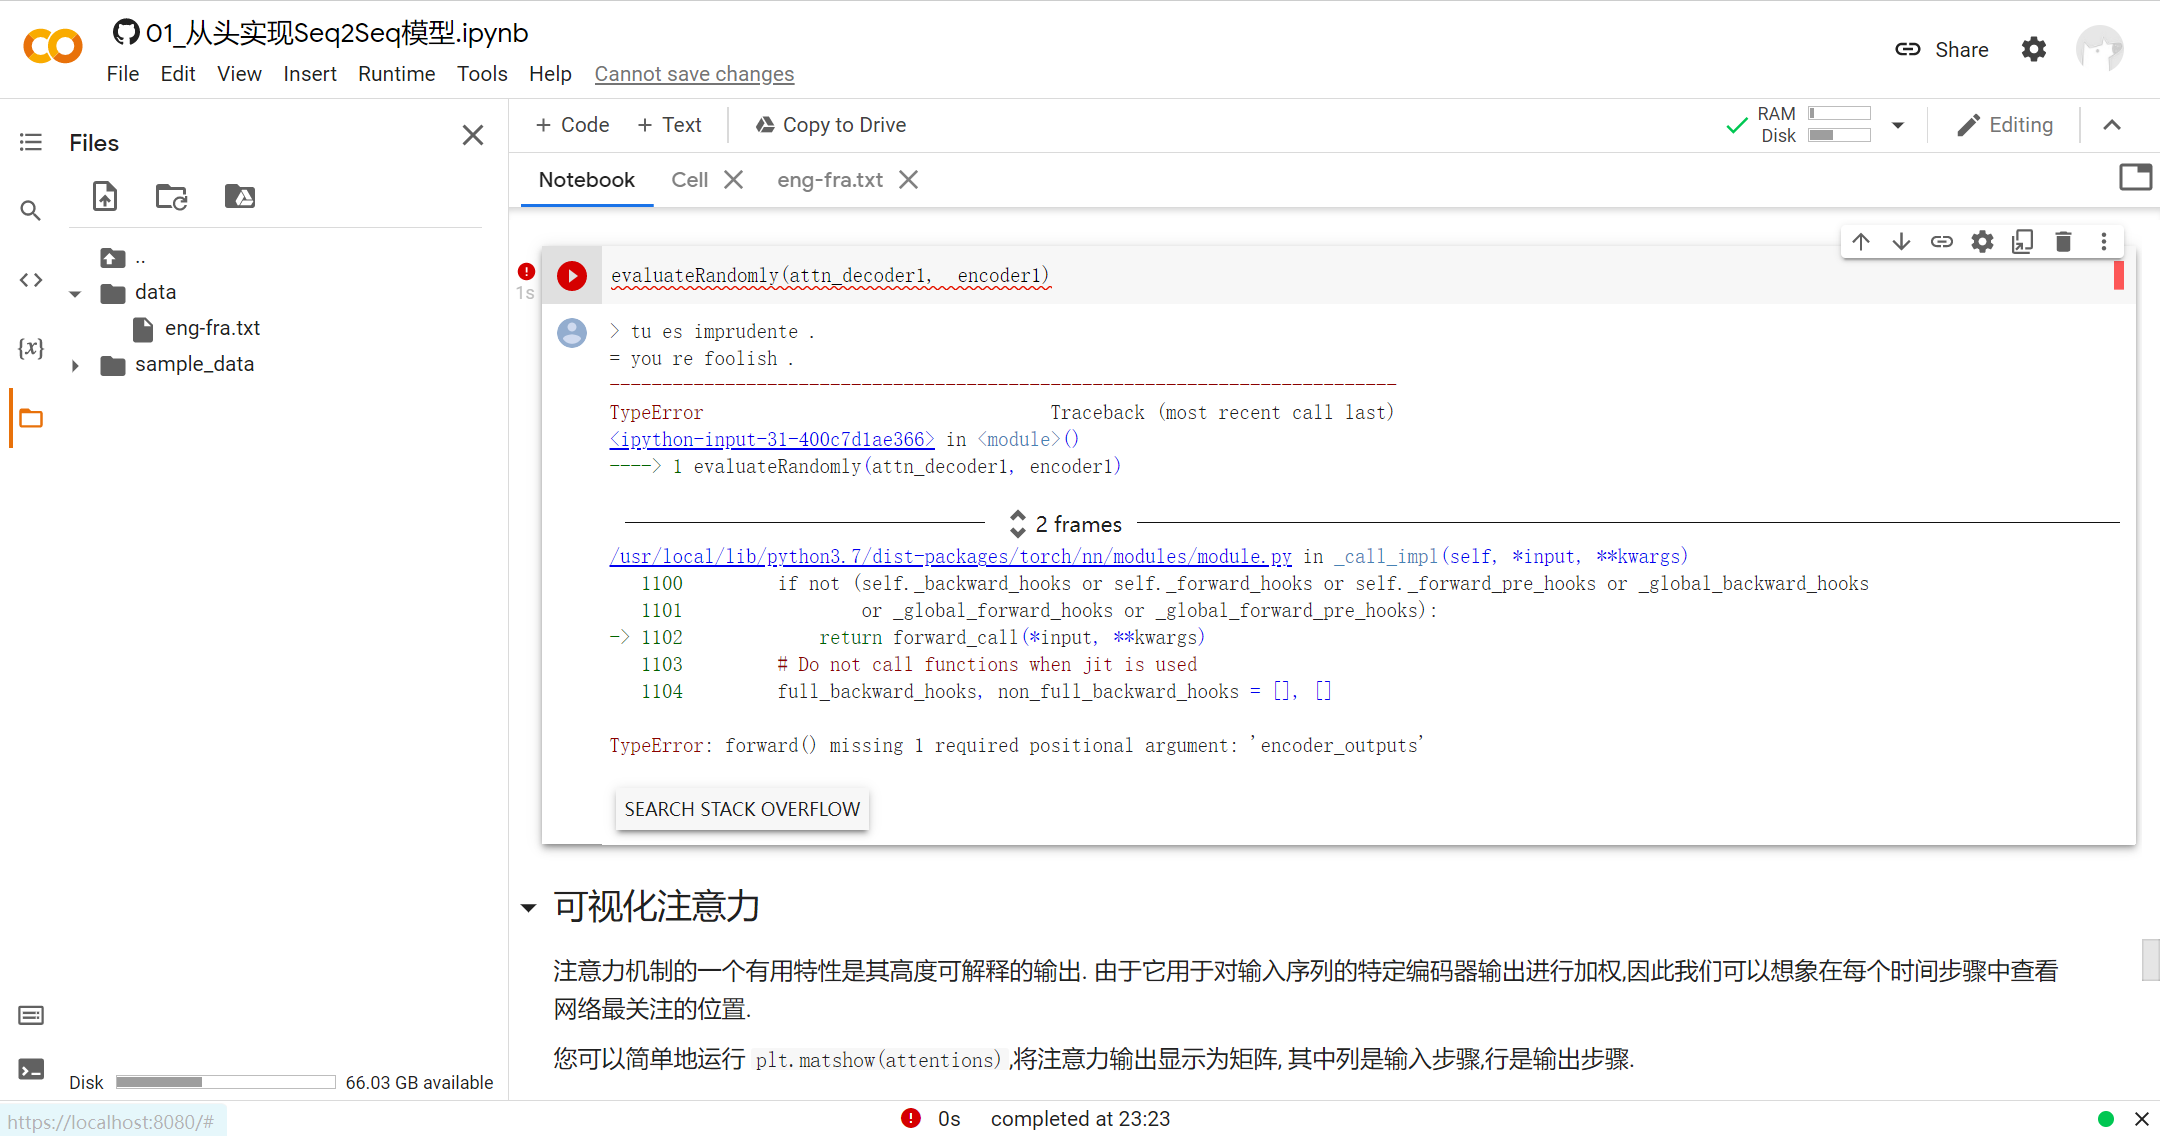 01_从头实现Seq2Seq模型.ipynb
File Edit View Insert Runtime Tools Help Cannot save changes
Share
Files
+ Code + Text Copy to Drive
RAM
Disk
Editing
Notebook Cell eng-fra.txt
..
data
eng-fra.txt
sample_data
{x}
1s
evaluateRandomly(attn_decoder1, encoder1)
> tu es imprudente .
= you re foolish .
---------------------------------------------------------------------------
TypeError Traceback (most recent call last)
<ipython-input-31-400c7d1ae366> in <module>()
----> 1 evaluateRandomly(attn_decoder1, encoder1)
2 frames
/usr/local/lib/python3.7/dist-packages/torch/nn/modules/module.py in _call_impl(self, *input, **kwargs)
1100 if not (self._backward_hooks or self._forward_hooks or self._forward_pre_hooks or _global_backward_hooks
1101 or _global_forward_hooks or _global_forward_pre_hooks):
-> 1102 return forward_call(*input, **kwargs)
1103 # Do not call functions when jit is used
1104 full_backward_hooks, non_full_backward_hooks = [], []
TypeError: forward() missing 1 required positional argument: 'encoder_outputs'
SEARCH STACK OVERFLOW
可视化注意力
注意力机制的一个有用特性是其高度可解释的输出. 由于它用于对输入序列的特定编码器输出进行加权,因此我们可以想象在每个时间步骤中查看
网络最关注的位置.
您可以简单地运行 plt.matshow(attentions) ,将注意力输出显示为矩阵, 其中列是输入步骤,行是输出步骤.
Disk 66.03 GB available
https://localhost:8080/#
0s completed at 23:23